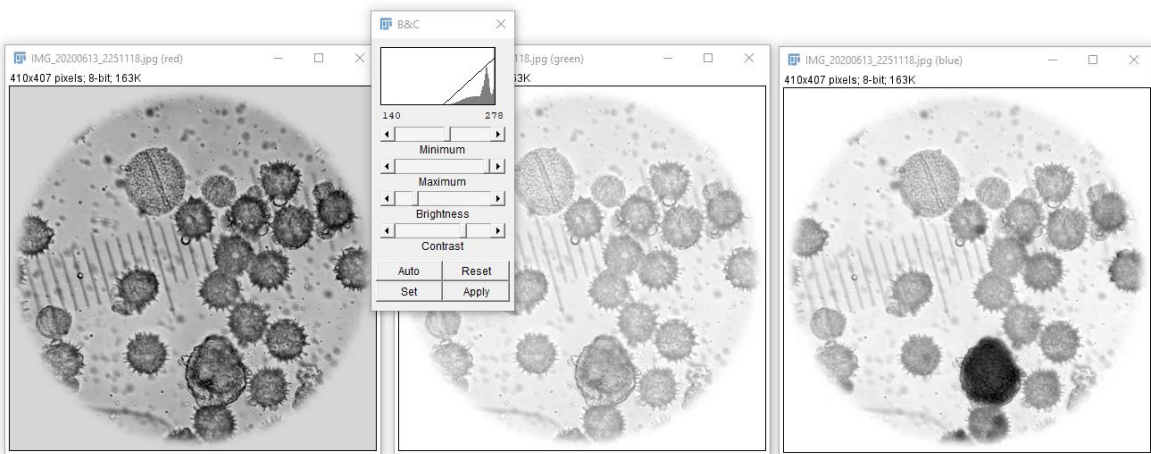 B&C
IMG_20200613_2251118.jpg (red)
118.jpg (green)
IMG_20200613_2251118.jpg (blue)
410x407 pixels; 8-bit; 163K
63K
410x407 pixels; 8-bit; 163K
140 278
Minimum
Maximum
Brightness
Contrast
Auto Reset
Set Apply